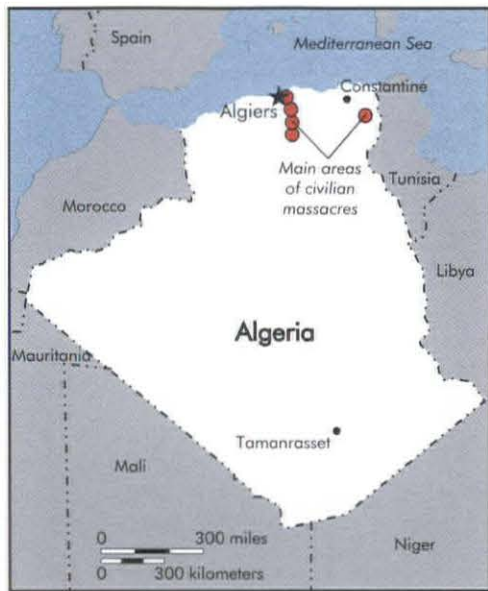 Spain
Mediterranean Sea
Constantine
Algiers
Main areas
of civilian
massacres
Tunisia
Morocco
Libya
Algeria
Mauritania
Tamanrasset
Mali
0 300 miles
0 300 kilometers
Niger